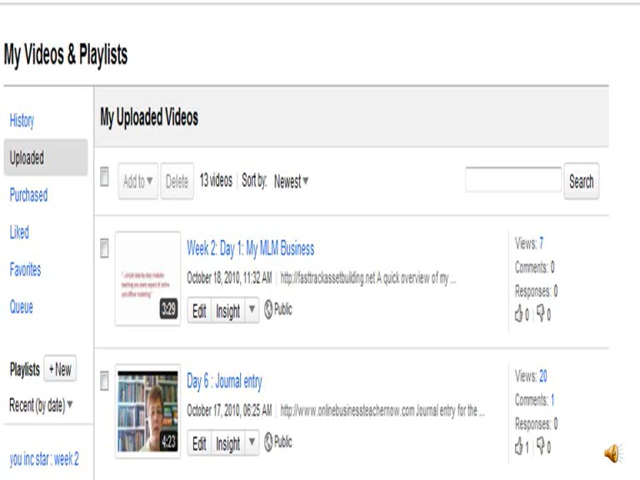 My Videos & Playlists
History
Uploaded
Purchased
Liked
Favorites
Queue
Playlists + New
Recent (by date)
you inc star : week 2
My Uploaded Videos
Add to Delete 13 videos Sort by: Newest Search
3:29
Week 2: Day 1: My MLM Business
October 18, 2010, 11:32 AM http://fasttrackassetbuilding.net A quick overview of my ...
Edit Insight Public
Views: 7
Comments: 0
Responses: 0
0 0
4:23
Day 6 : Journal entry
October 17, 2010, 06:25 AM http://www.onlinebusinessteachernow.com Journal entry for the ...
Edit Insight Public
Views: 20
Comments: 1
Responses: 0
1 0